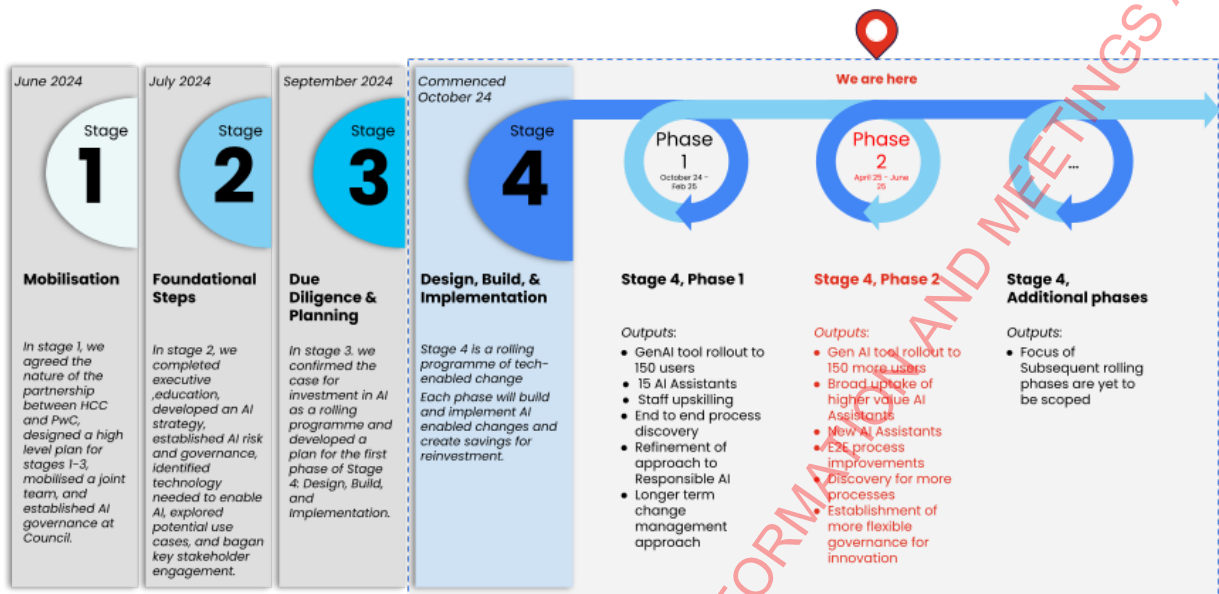 We are here
June 2024
Stage
1
Mobilisation
In stage 1, we
agreed the
nature of the
partnership
between HCC
and PwC,
designed a high
level plan for
stages 1-3,
mobilised a joint
team, and
established AI
governance at
Council.
July 2024
Stage
2
Foundational
Steps
In stage 2, we
completed
executive
,education,
developed an AI
strategy,
established AI risk
and governance,
identified
technology
needed to enable
AI, explored
potential use
cases, and bagan
key stakeholder
engagement.
September 2024
Stage
3
Due
Diligence &
Planning
In stage 3. we
confirmed the
case for
investment in AI
as a rolling
programme and
developed a
plan for the first
phase of Stage
4: Design, Build,
and
Implementation.
Commenced
October 24
Stage
4
Design, Build, &
Implementation
Stage 4 is a rolling
programme of tech-
enabled change
Each phase will build
and implement AI
enabled changes and
create savings for
reinvestment.
Phase
1
October 24 -
Feb 25
Stage 4, Phase 1
Outputs:
• GenAI tool rollout to
150 users
• 15 AI Assistants
• Staff upskilling
• End to end process
discovery
• Refinement of
approach to
Responsible AI
• Longer term
change
management
approach
Phase
2
April 25 - June
25
Stage 4, Phase 2
Outputs:
• Gen AI tool rollout to
150 more users
• Broad uptake of
higher value AI
Assistants
• New AI Assistants
• E2E process
improvements
• Discovery for more
processes
• Establishment of
more flexible
governance for
innovation
...
Stage 4,
Additional phases
Outputs:
• Focus of
Subsequent rolling
phases are yet to
be scoped
AND MEETINGS